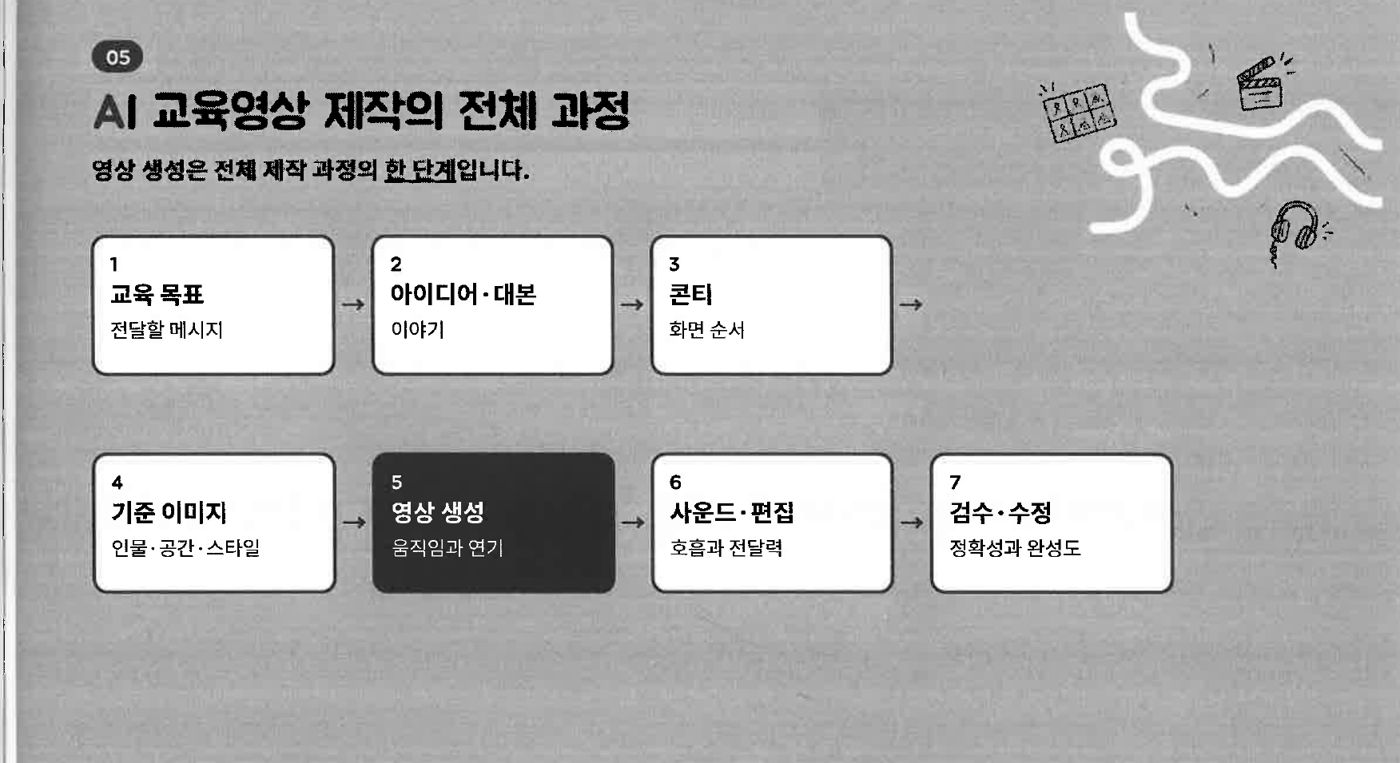 05
AI 교육영상 제작의 전체 과정
영상 생성은 전체 제작 과정의 한 단계입니다.
1
교육 목표
전달할 메시지
→
2
아이디어·대본
이야기
→
3
콘티
화면 순서
→
4
기준 이미지
인물·공간·스타일
→
5
영상 생성
움직임과 연기
→
6
사운드·편집
호흡과 전달력
→
7
검수·수정
정확성과 완성도